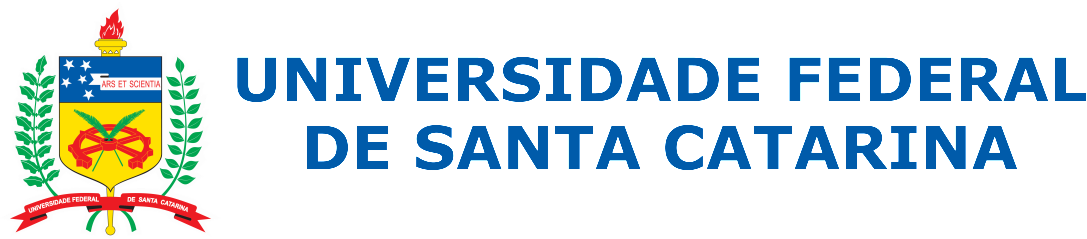 ARS ET SCIENTIA
UNIVERSIDADE FEDERAL DE SANTA CATARINA
UNIVERSIDADE FEDERAL
DE SANTA CATARINA